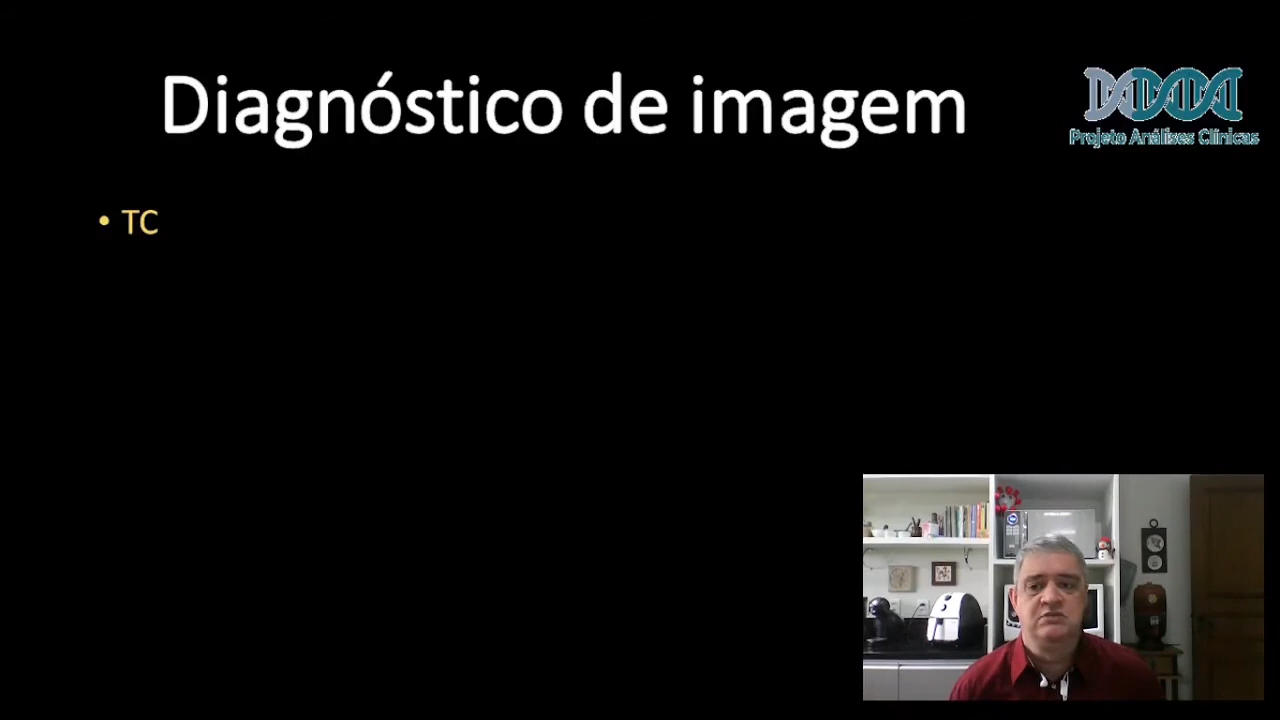 Diagnóstico de imagem
Projeto Análises Clínicas
• TC